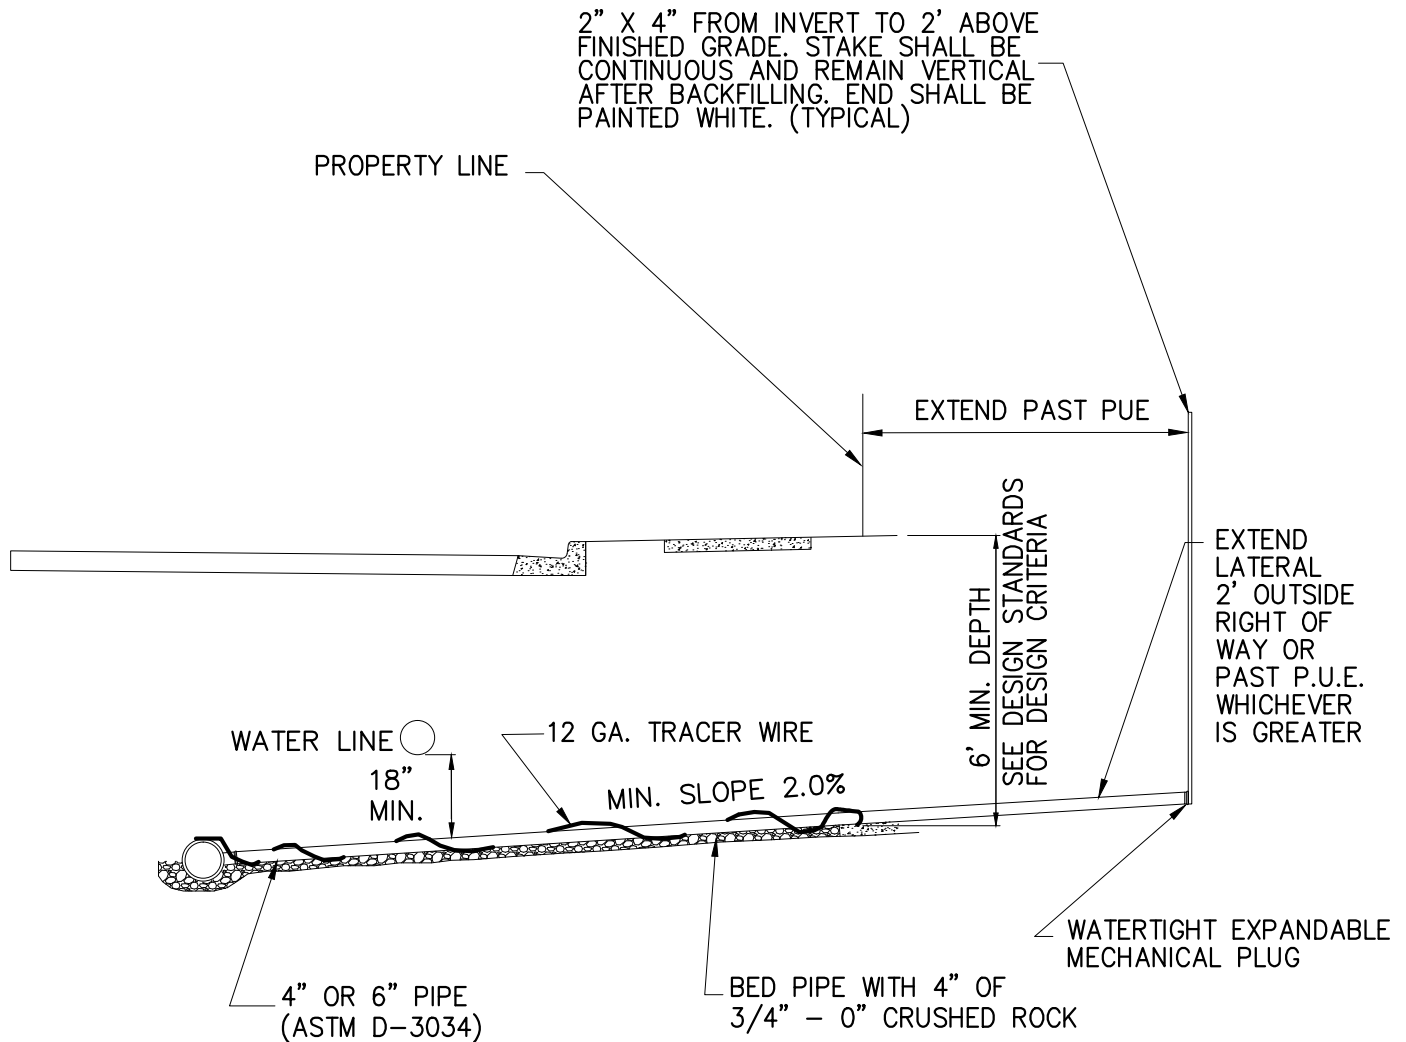 2” X 4” FROM INVERT TO 2’ ABOVE
FINISHED GRADE. STAKE SHALL BE
CONTINUOUS AND REMAIN VERTICAL
AFTER BACKFILLING. END SHALL BE
PAINTED WHITE. (TYPICAL)
PROPERTY LINE
EXTEND PAST PUE
6’ MIN. DEPTH
SEE DESIGN STANDARDS
FOR DESIGN CRITERIA
EXTEND
LATERAL
2’ OUTSIDE
RIGHT OF
WAY OR
PAST P.U.E.
WHICHEVER
IS GREATER
WATER LINE
12 GA. TRACER WIRE
18”
MIN.
MIN. SLOPE 2.0%
WATERTIGHT EXPANDABLE
MECHANICAL PLUG
4” OR 6” PIPE
(ASTM D-3034)
BED PIPE WITH 4” OF
3/4” – 0” CRUSHED ROCK